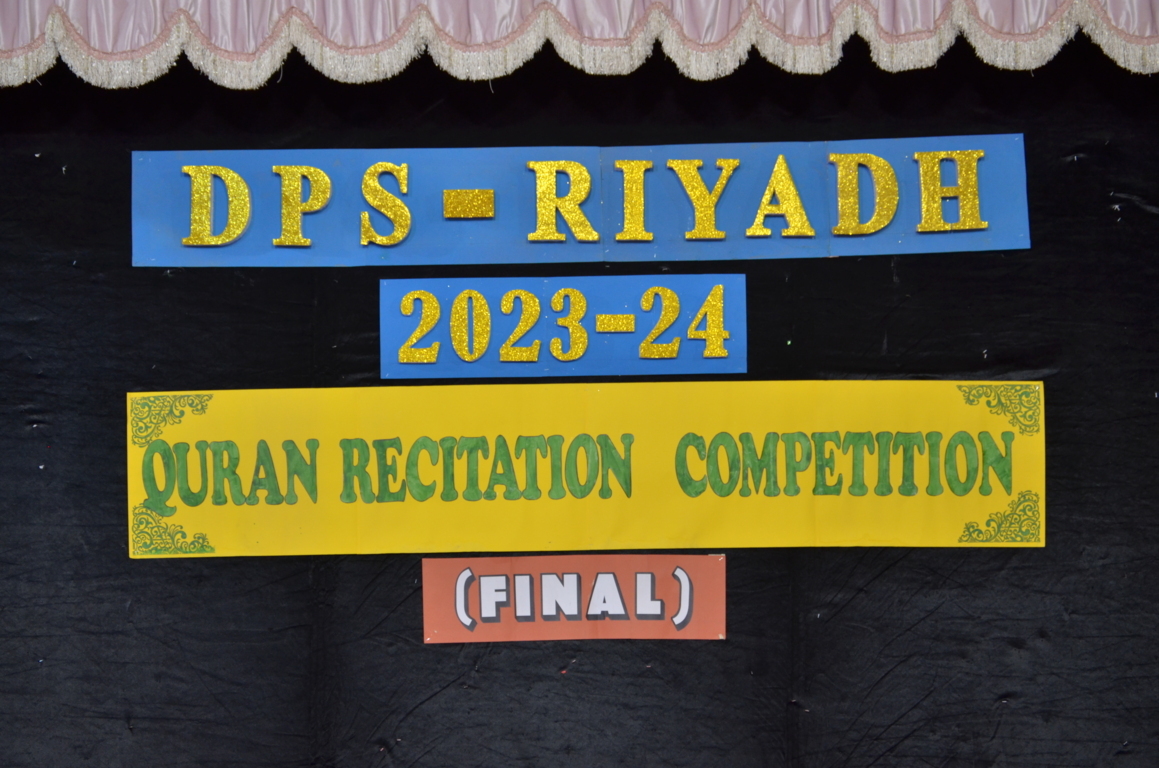 DPS-RIYADH
2023-24
QURAN RECITATION COMPETITION
(FINAL)